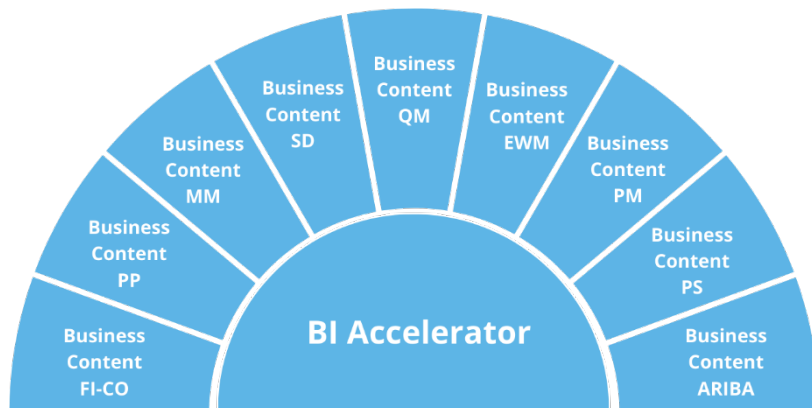 Business
Content
FI-CO
Business
Content
PP
Business
Content
MM
Business
Content
SD
Business
Content
QM
Business
Content
EWM
Business
Content
PM
Business
Content
PS
Business
Content
ARIBA
BI Accelerator